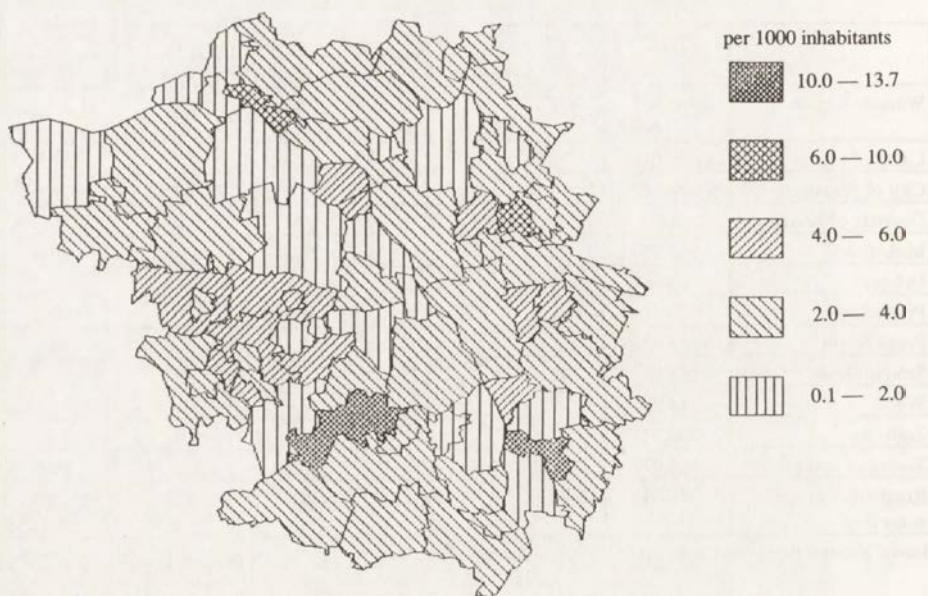 per 1000 inhabitants
10.0 — 13.7
6.0 — 10.0
4.0 — 6.0
2.0 — 4.0
0.1 — 2.0